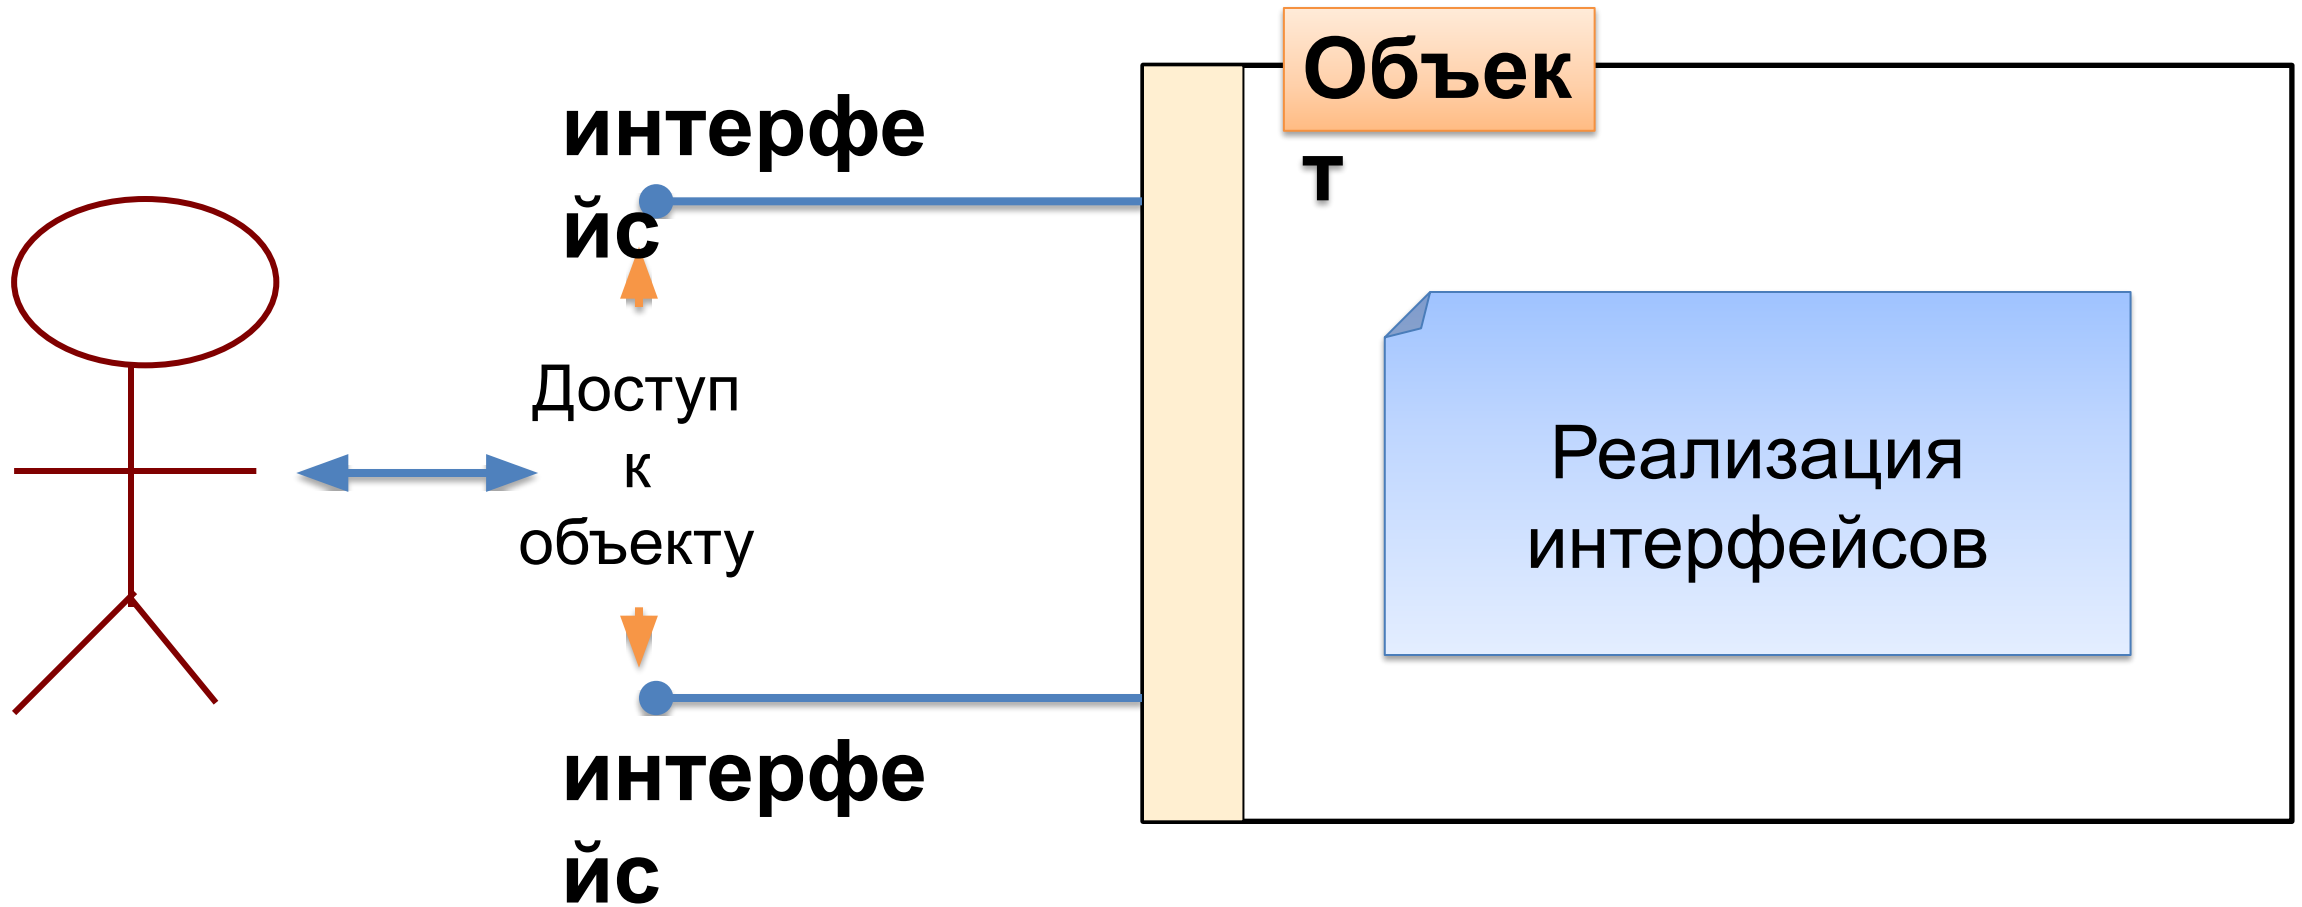 Объек
т
интерфе
йс
Доступ
к
объекту
Реализация
интерфейсов
интерфе
йс